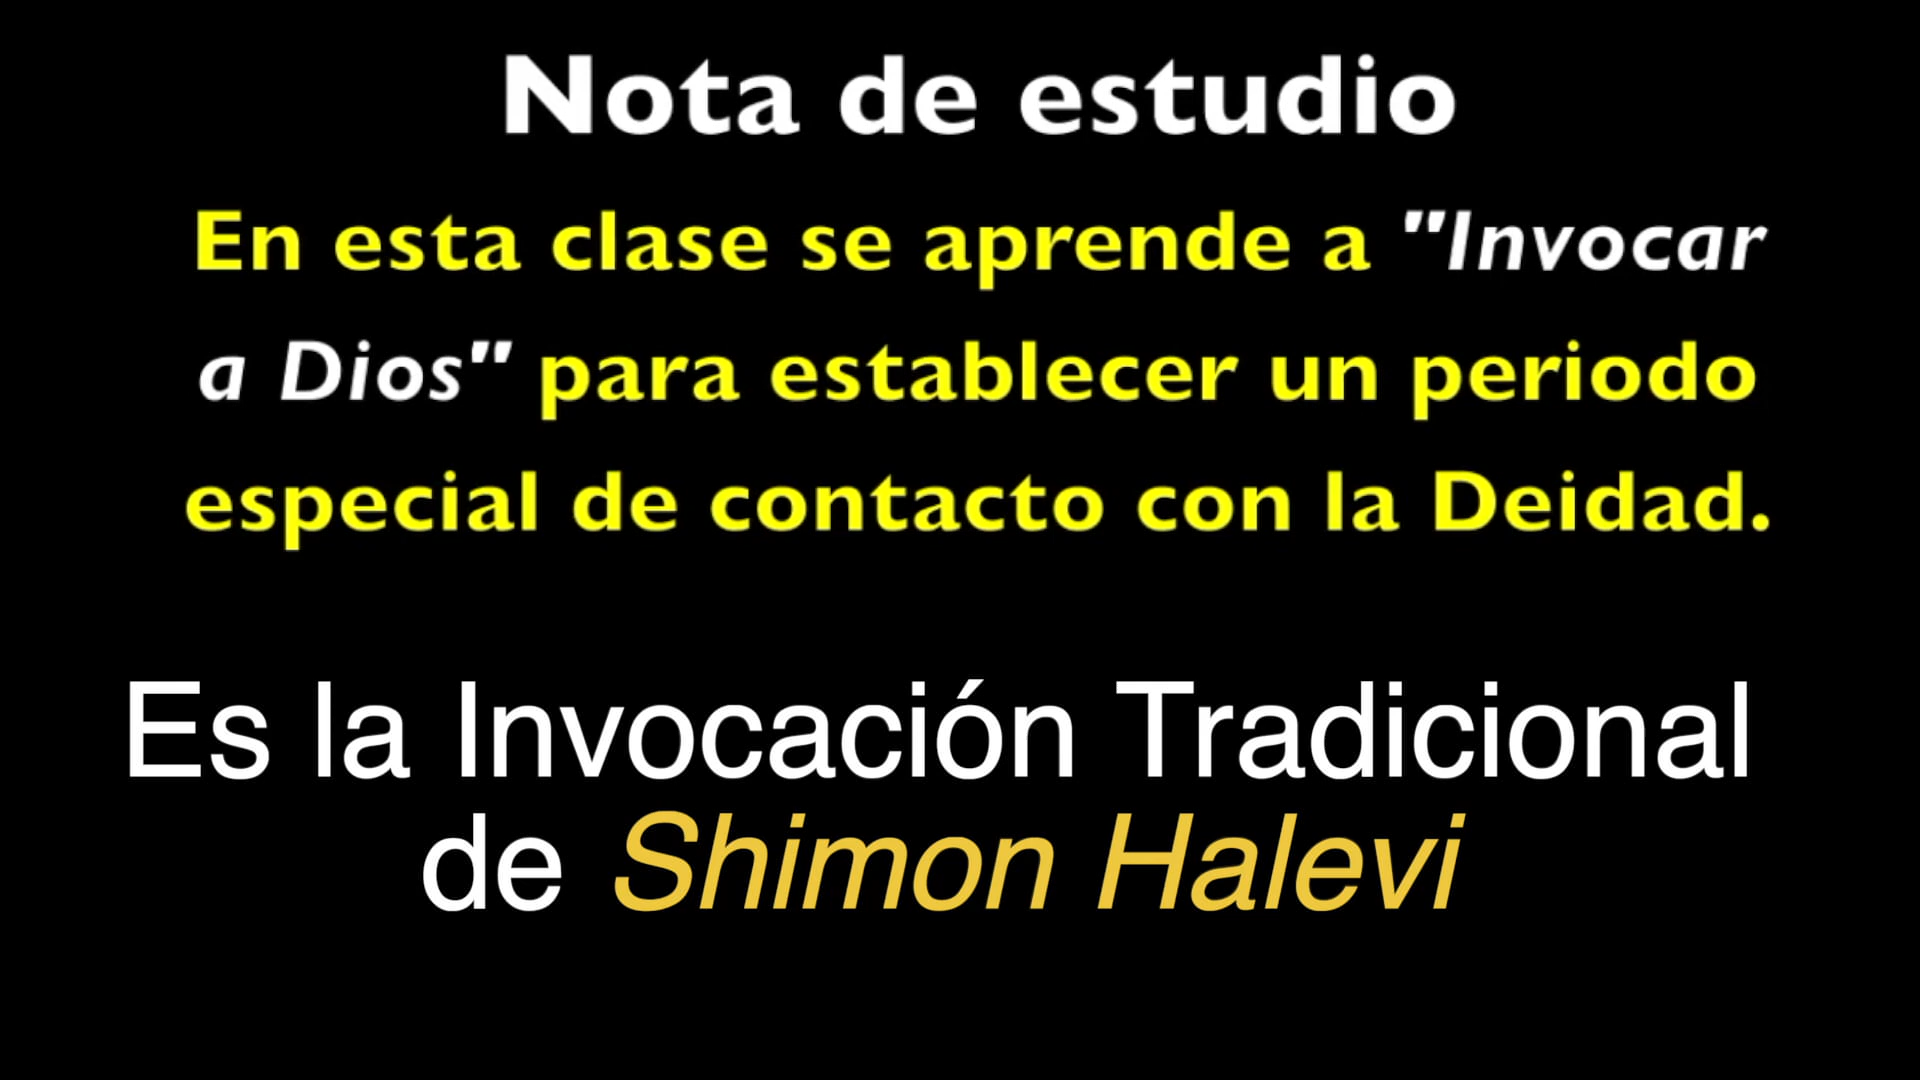 Nota de estudio
En esta clase se aprende a "Invocar
a Dios" para establecer un periodo
especial de contacto con la Deidad.
Es la Invocación Tradicional
de Shimon Halevi